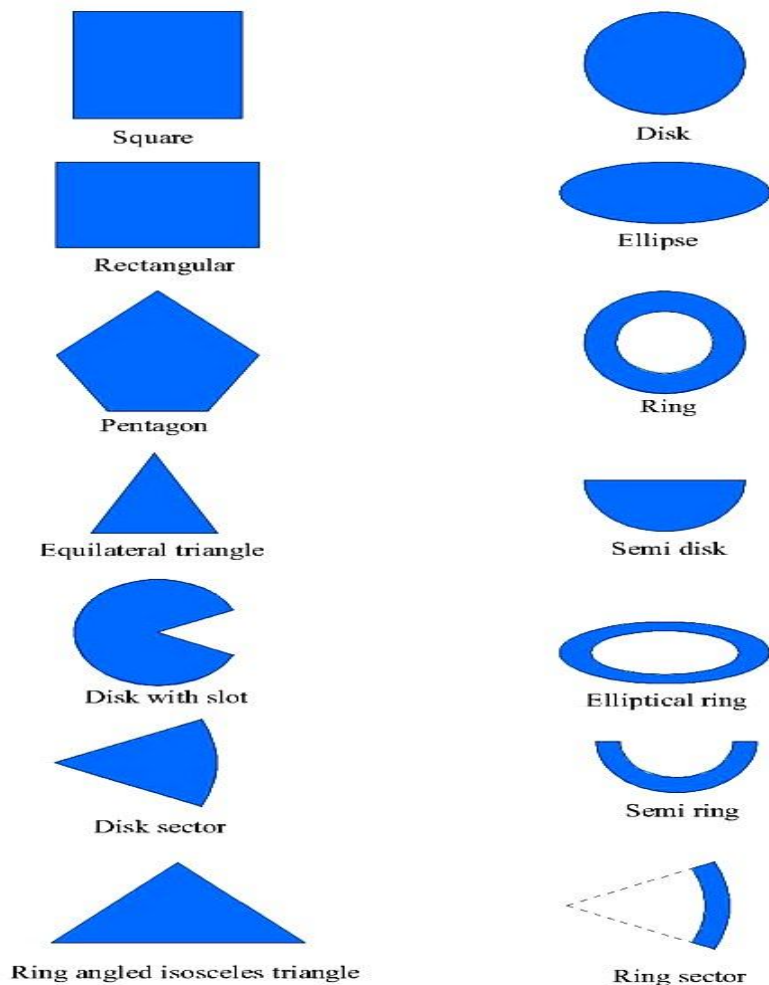 Square
Disk
Rectangular
Ellipse
Pentagon
Ring
Equilateral triangle
Semi disk
Disk with slot
Elliptical ring
Disk sector
Semi ring
Ring angled isosceles triangle
Ring sector